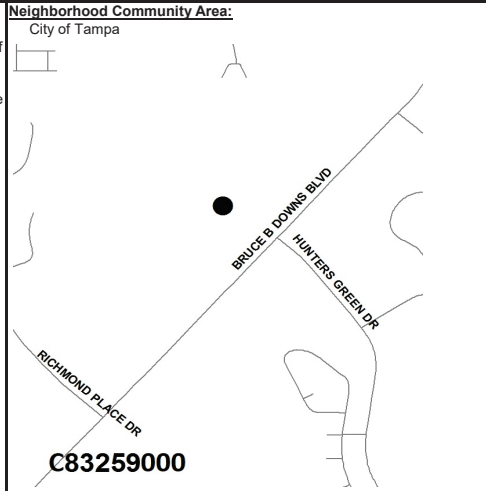 Neighborhood Community Area:
City of Tampa
f
e
BRUCE B DOWNS BLVD
HUNTERS GREEN DR
RICHMOND PLACE DR
C83259000